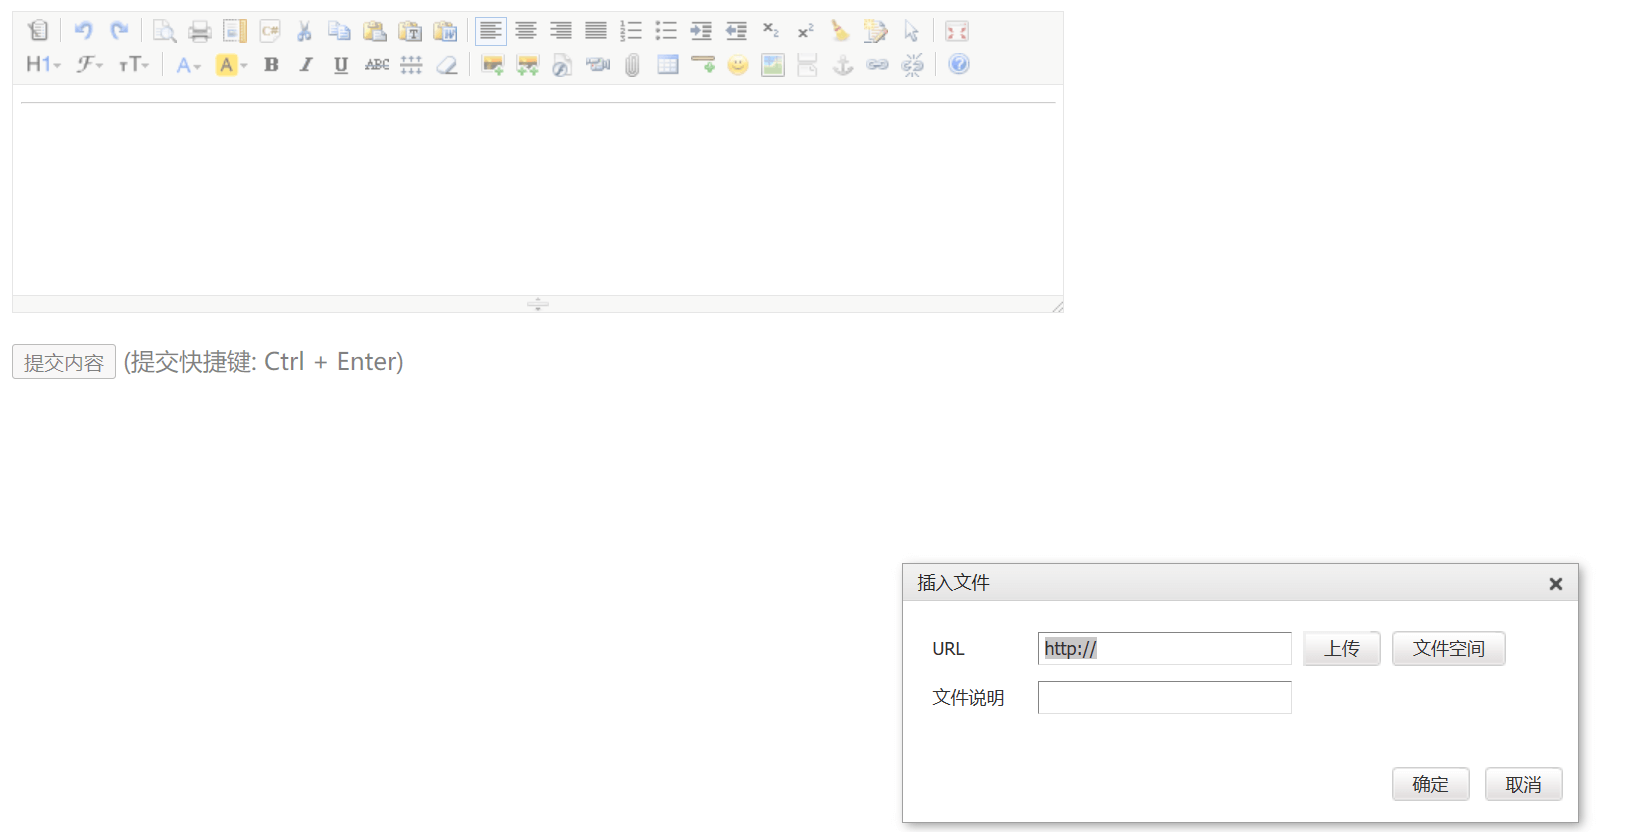 H1 F тT
A A B I U ABC
提交内容 (提交快捷键: Ctrl + Enter)
插入文件
URL http:// 上传 文件空间
文件说明
确定 取消